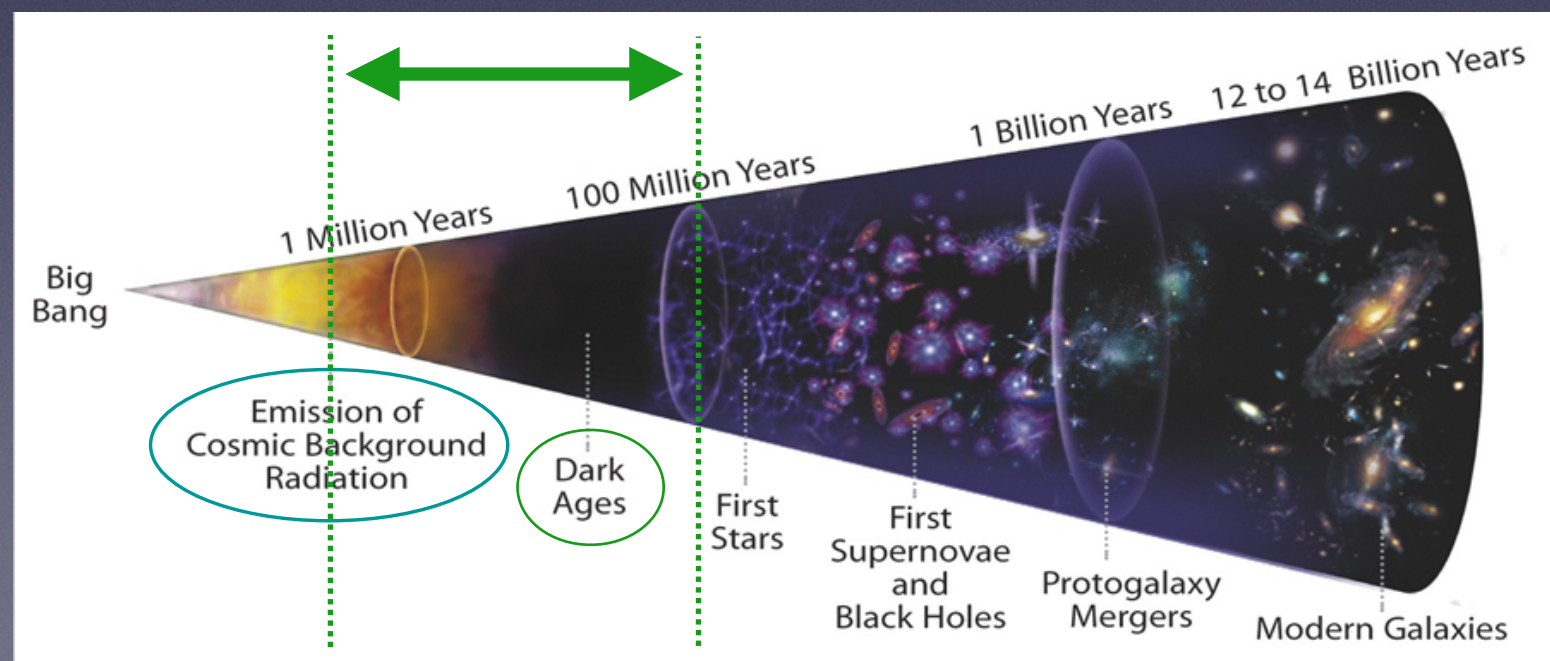 Big
Bang
1 Million Years
100 Million Years
1 Billion Years
12 to 14 Billion Years
Emission of
Cosmic Background
Radiation
Dark
Ages
First
Stars
First
Supernovae
and
Black Holes
Protogalaxy
Mergers
Modern Galaxies